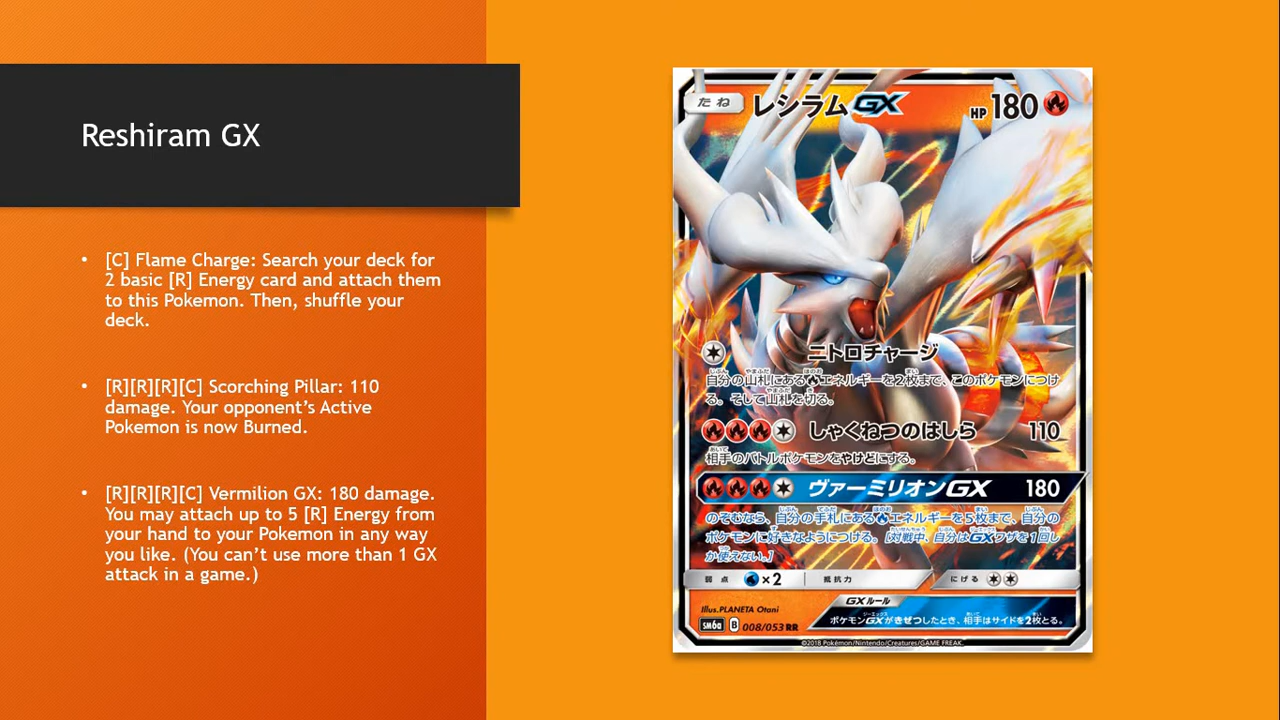 Reshiram GX
• [C] Flame Charge: Search your deck for
2 basic [R] Energy card and attach them
to this Pokemon. Then, shuffle your
deck.
• [R][R][R][C] Scorching Pillar: 110
damage. Your opponent's Active
Pokemon is now Burned.
• [R][R][R][C] Vermilion GX: 180 damage.
You may attach up to 5 [R] Energy from
your hand to your Pokemon in any way
you like. (You can't use more than 1 GX
attack in a game.)
たね レシラムGX HP 180
ニトロチャージ
自分の山札にあるエネルギーを2枚まで、このポケモンにつけ
る。そして山札を切る。
しゃくねつのはしら 110
相手のバトルポケモンをやけどにする。
ヴァーミリオンGX 180
のぞむなら、自分の手札にあるエネルギーを5枚まで、自分の
ポケモンに好きなようにつける。[対戦中、自分はGXワザを1回し
か使えない。]
弱点 ×2 抵抗力 にげる
GXルール
ポケモンGXがきぜつしたとき、相手はサイドを2枚とる。
Illus.PLANETA Otani
SM6a B 008/053 RR
©2018 Pokémon/Nintendo/Creatures/GAME FREAK.